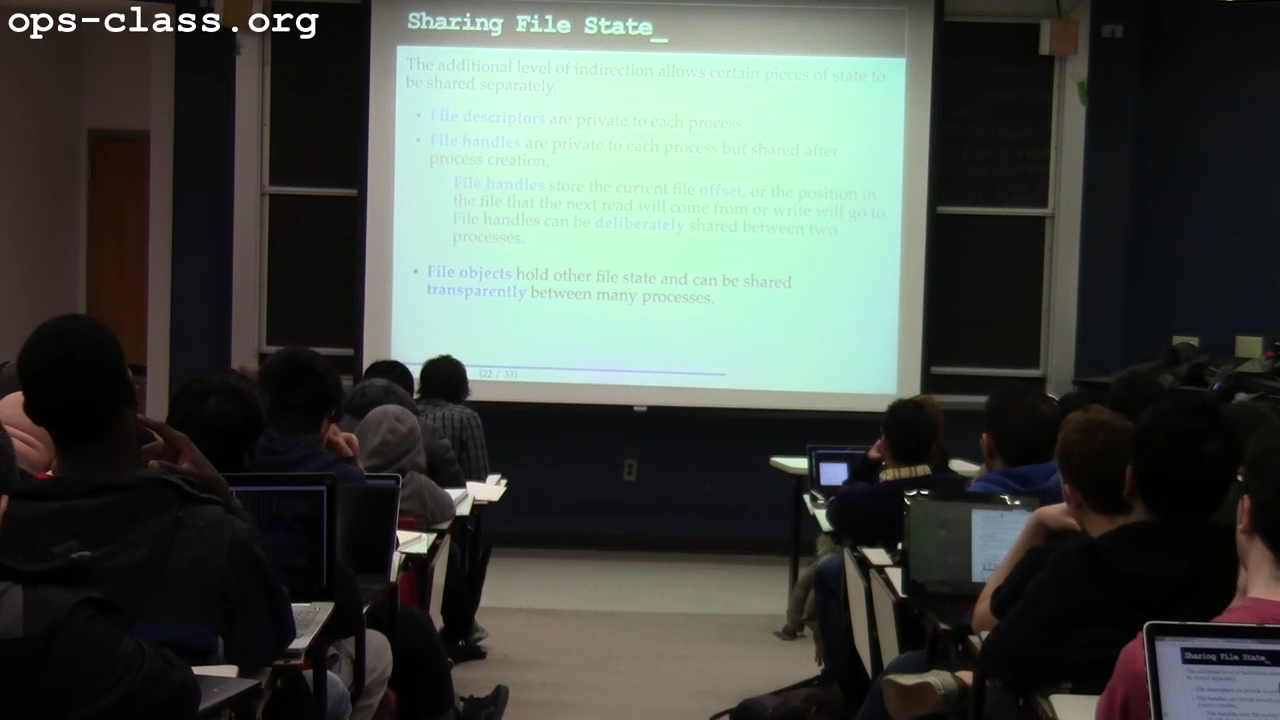 ops-class.org
Sharing File State_
The additional level of indirection allows certain pieces of state to
be shared separately.
• File descriptors are private to each process.
• File handles are private to each process but shared after
process creation.
File handles store the current file offset, or the position in
the file that the next read will come from or write will go to.
File handles can be deliberately shared between two
processes.
• File objects hold other file state and can be shared
transparently between many processes.
(22 / 33)
Sharing File State_